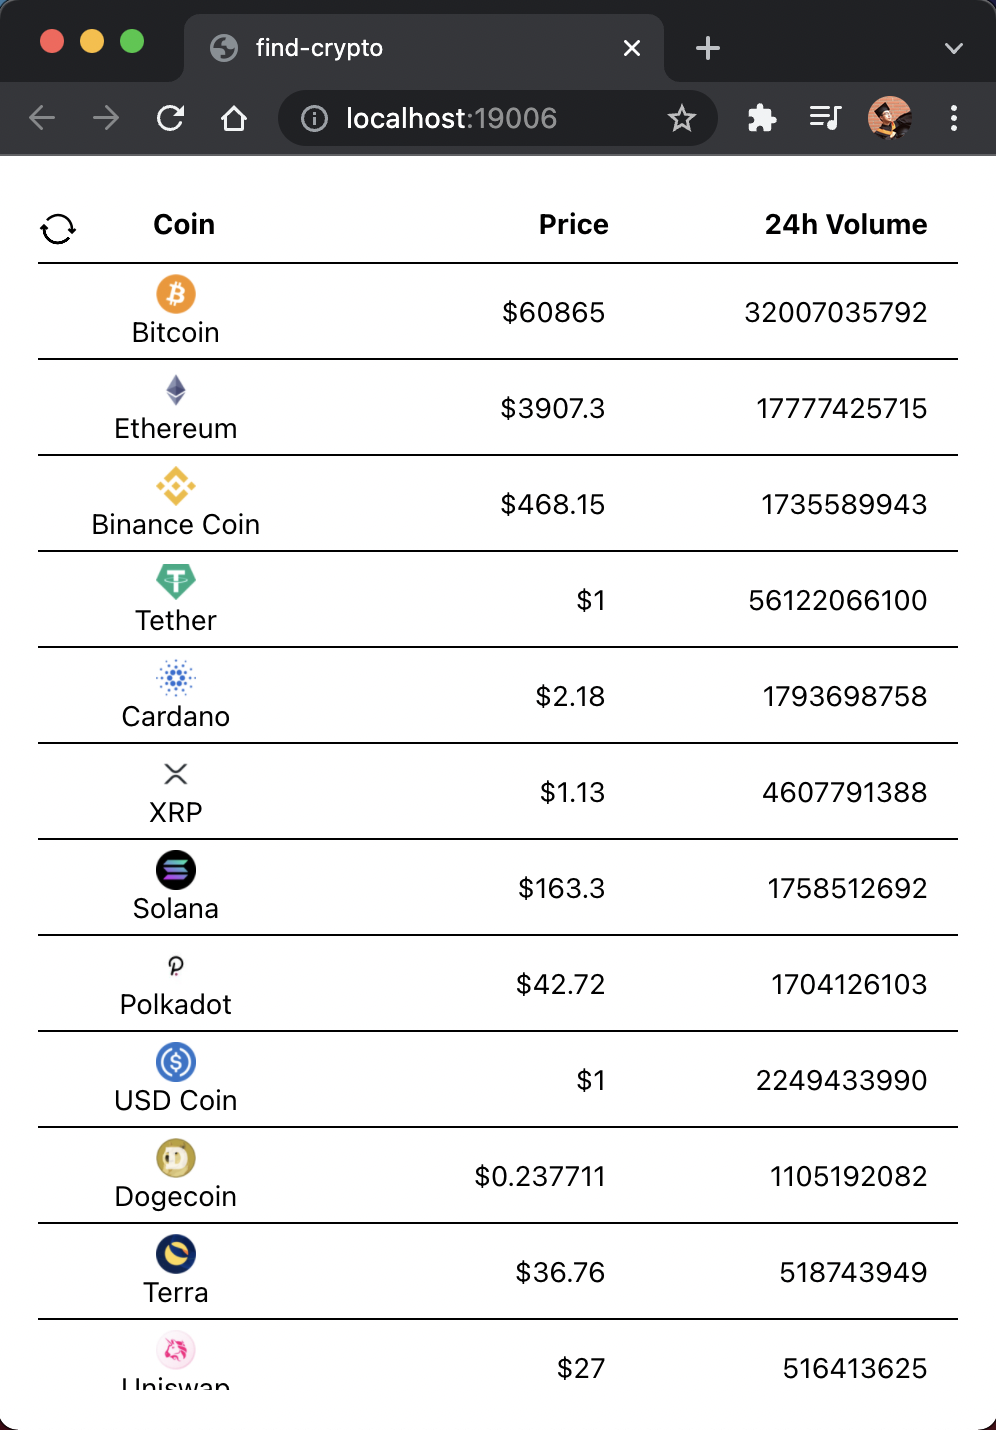 find-crypto
localhost:19006
Coin Price 24h Volume
Bitcoin $60865 32007035792
Ethereum $3907.3 17777425715
Binance Coin $468.15 1735589943
Tether $1 56122066100
Cardano $2.18 1793698758
XRP $1.13 4607791388
Solana $163.3 1758512692
Polkadot $42.72 1704126103
USD Coin $1 2249433990
Dogecoin $0.237711 1105192082
Terra $36.76 518743949
Uniswap $27 516413625